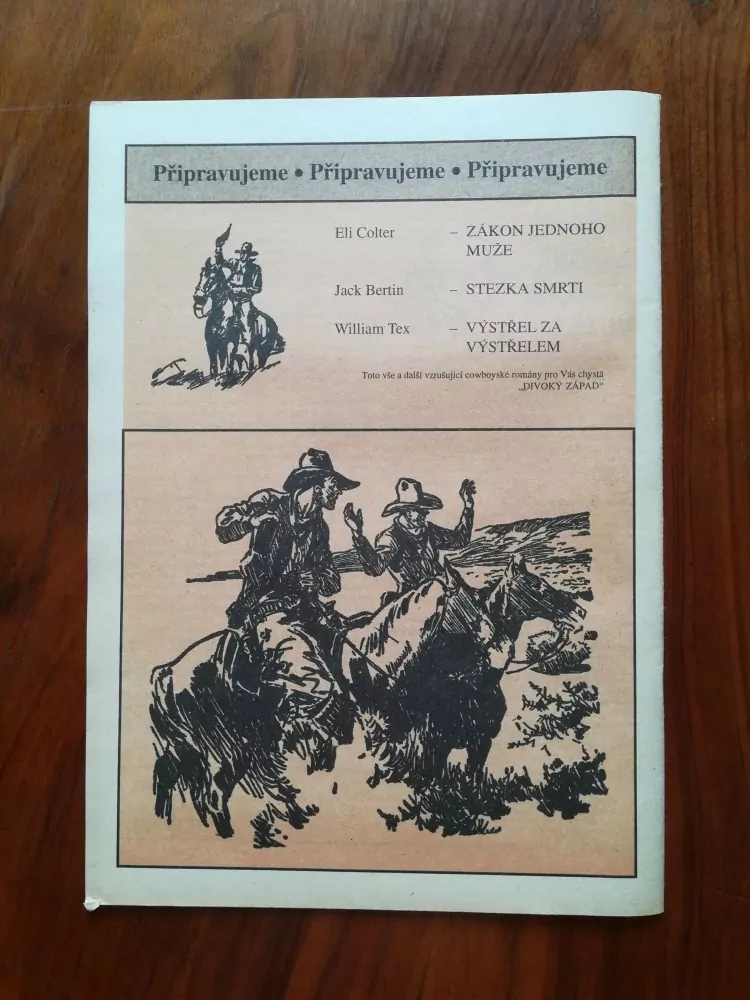 Připravujeme • Připravujeme • Připravujeme
Eli Colter – ZÁKON JEDNOHO
MUŽE
Jack Bertin – STEZKA SMRTI
William Tex – VÝSTŘEL ZA
VÝSTŘELEM
Toto vše a další vzrušující cowboyské romány pro Vás chystá
„DIVOKÝ ZÁPAD"